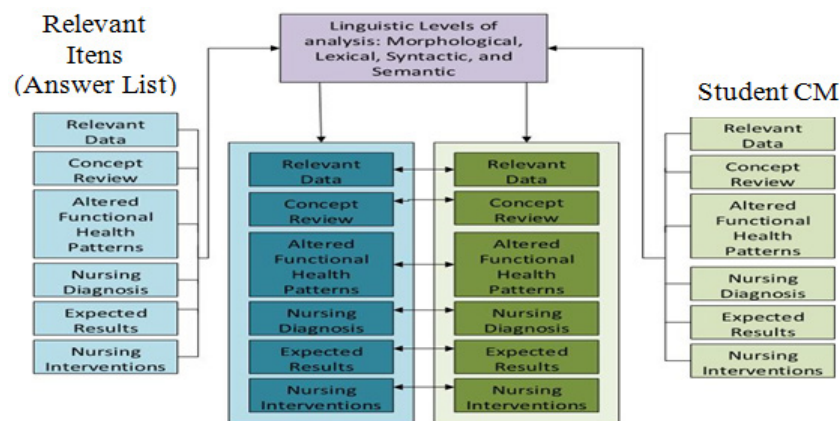 Relevant
Itens
(Answer List)
Linguistic Levels of
analysis: Morphological,
Lexical, Syntactic, and
Semantic
Student CM
Relevant
Data
Concept
Review
Altered
Functional
Health
Patterns
Nursing
Diagnosis
Expected
Results
Nursing
Interventions
Relevant
Data
Concept
Review
Altered
Functional
Health
Patterns
Nursing
Diagnosis
Expected
Results
Nursing
Interventions
Relevant
Data
Concept
Review
Altered
Functional
Health
Patterns
Nursing
Diagnosis
Expected
Results
Nursing
Interventions
Relevant
Data
Concept
Review
Altered
Functional
Health
Patterns
Nursing
Diagnosis
Expected
Results
Nursing
Interventions